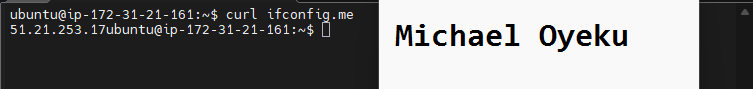 ubuntu@ip-172-31-21-161:~$ curl ifconfig.me
51.21.253.17ubuntu@ip-172-31-21-161:~$
Michael Oyeku